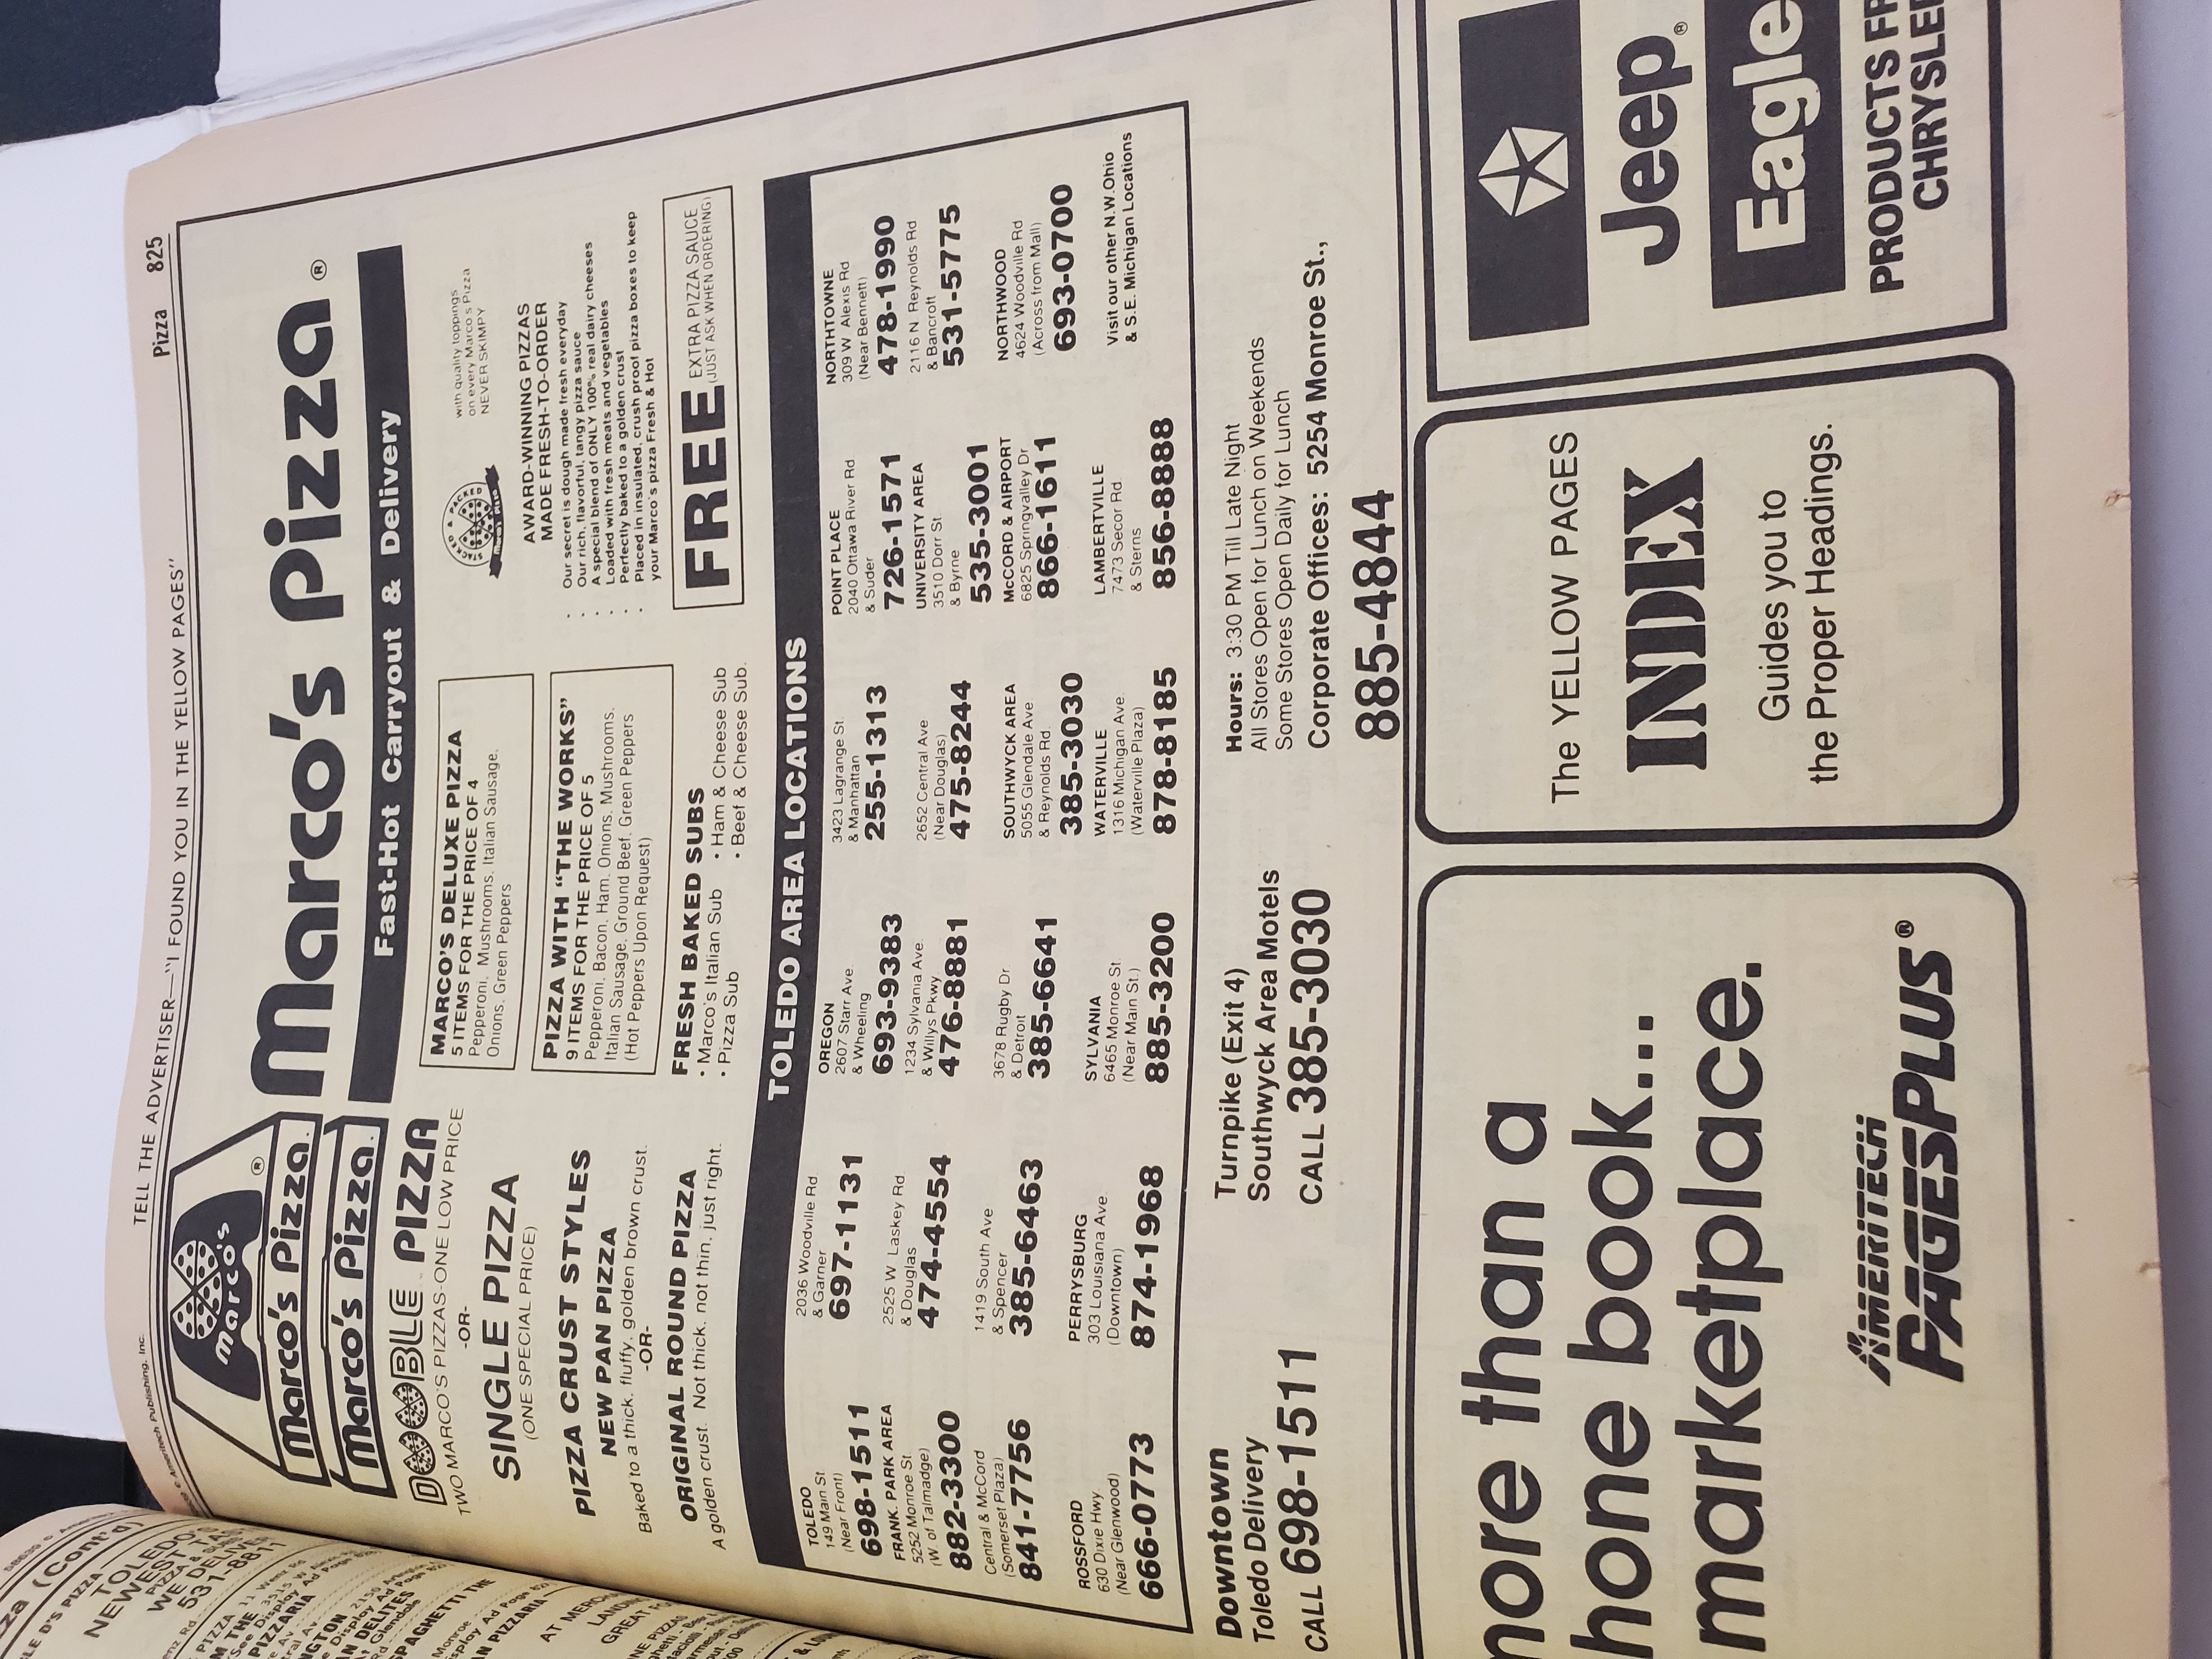 TELL THE ADVERTISER—"I FOUND YOU IN THE YELLOW PAGES"
Pizza 825
Ameritech Publishing, Inc.
Marco's
®
Marco's Pizza.
Marco's Pizza.
Marco's Pizza®
Fast-Hot Carryout & Delivery
DOUBLE PIZZA
TWO MARCO'S PIZZAS-ONE LOW PRICE
-OR-
SINGLE PIZZA
(ONE SPECIAL PRICE)
PIZZA CRUST STYLES
NEW PAN PIZZA
Baked to a thick, fluffy, golden brown crust.
-OR-
ORIGINAL ROUND PIZZA
A golden crust. Not thick, not thin, just right.
MARCO'S DELUXE PIZZA
5 ITEMS FOR THE PRICE OF 4
Pepperoni, Mushrooms, Italian Sausage,
Onions, Green Peppers
PIZZA WITH "THE WORKS"
9 ITEMS FOR THE PRICE OF 5
Pepperoni, Bacon, Ham, Onions, Mushrooms,
Italian Sausage, Ground Beef, Green Peppers
(Hot Peppers Upon Request)
FRESH BAKED SUBS
• Marco's Italian Sub • Ham & Cheese Sub
• Pizza Sub • Beef & Cheese Sub
STACKED & PACKED
Marco's Pizza
with quality toppings
on every Marco's Pizza
NEVER SKIMPY
AWARD-WINNING PIZZAS
MADE FRESH-TO-ORDER
• Our secret is dough made fresh everyday
• Our rich, flavorful, tangy pizza sauce
• A special blend of ONLY 100% real dairy cheeses
• Loaded with fresh meats and vegetables
• Perfectly baked to a golden crust
• Placed in insulated, crush proof pizza boxes to keep
your Marco's pizza Fresh & Hot
FREE EXTRA PIZZA SAUCE
(JUST ASK WHEN ORDERING)
TOLEDO AREA LOCATIONS
TOLEDO
149 Main St
(Near Front)
698-1511
FRANK PARK AREA
5252 Monroe St
(W. of Talmadge)
882-3300
Central & McCord
(Somerset Plaza)
841-7756
ROSSFORD
630 Dixie Hwy
(Near Glenwood)
666-0773
2036 Woodville Rd
& Garner
697-1131
2525 W. Laskey Rd
& Douglas
474-4554
1419 South Ave
& Spencer
385-6463
PERRYSBURG
303 Louisiana Ave
(Downtown)
874-1968
OREGON
2607 Starr Ave
& Wheeling
693-9383
1234 Sylvania Ave
& Willys Pkwy
476-8881
3678 Rugby Dr
& Detroit
385-6641
SYLVANIA
6465 Monroe St
(Near Main St.)
885-3200
3423 Lagrange St
& Manhattan
255-1313
2652 Central Ave
(Near Douglas)
475-8244
SOUTHWYCK AREA
5055 Glendale Ave
& Reynolds Rd.
385-3030
WATERVILLE
1316 Michigan Ave
(Waterville Plaza)
878-8185
POINT PLACE
2040 Ottawa River Rd
& Suder
726-1571
UNIVERSITY AREA
3510 Dorr St
& Byrne
535-3001
McCORD & AIRPORT
6825 Springvalley Dr
866-1611
LAMBERTVILLE
7473 Secor Rd
& Sterns
856-8888
NORTHTOWNE
309 W. Alexis Rd
(Near Bennett)
478-1990
2116 N. Reynolds Rd
& Bancroft
531-5775
NORTHWOOD
4624 Woodville Rd
(Across from Mall)
693-0700
Visit our other N.W. Ohio
& S.E. Michigan Locations
Downtown
Toledo Delivery
CALL 698-1511
Turnpike (Exit 4)
Southwyck Area Motels
CALL 385-3030
Hours: 3:30 PM Till Late Night
All Stores Open for Lunch on Weekends
Some Stores Open Daily for Lunch
Corporate Offices: 5254 Monroe St.,
885-4844
more than a
hone book...
marketplace.
AMERITECH
PAGESPLUS®
The YELLOW PAGES
INDEX
Guides you to
the Proper Headings.
Jeep®
Eagle
PRODUCTS FR
CHRYSLER
(Cont'd)
D'S PIZZA
TOLEDO
NEWEST
PIZZA &
WE DELIVER
531-8811
SPAGHETTI
AT
GREAT